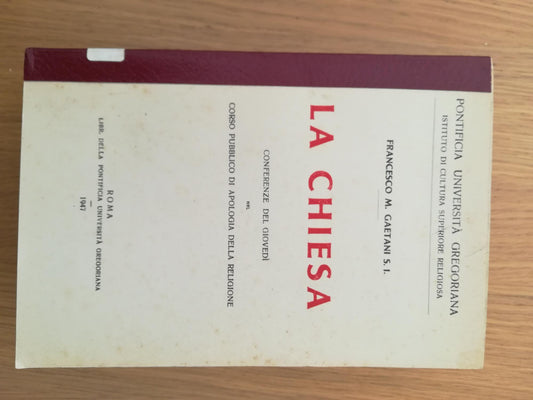 PONTIFICIA UNIVERSITÀ GREGORIANA
ISTITUTO DI CULTURA SUPERIORE RELIGIOSA
FRANCESCO M. GAETANI S. I.
LA CHIESA
CONFERENZE DEL GIOVEDÌ
NEL
CORSO PUBBLICO DI APOLOGIA DELLA RELIGIONE
ROMA
LIBR. DELLA PONTIFICIA UNIVERSITÀ GREGORIANA
1947